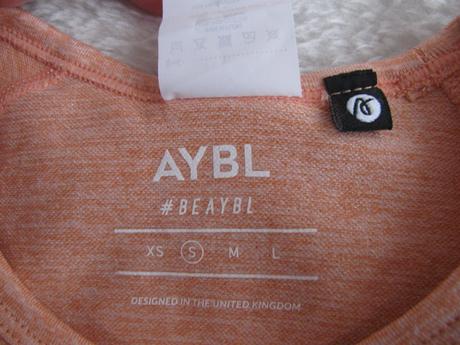 AYBL
#BEAYBL
XS S M L
DESIGNED IN THE UNITED KINGDOM